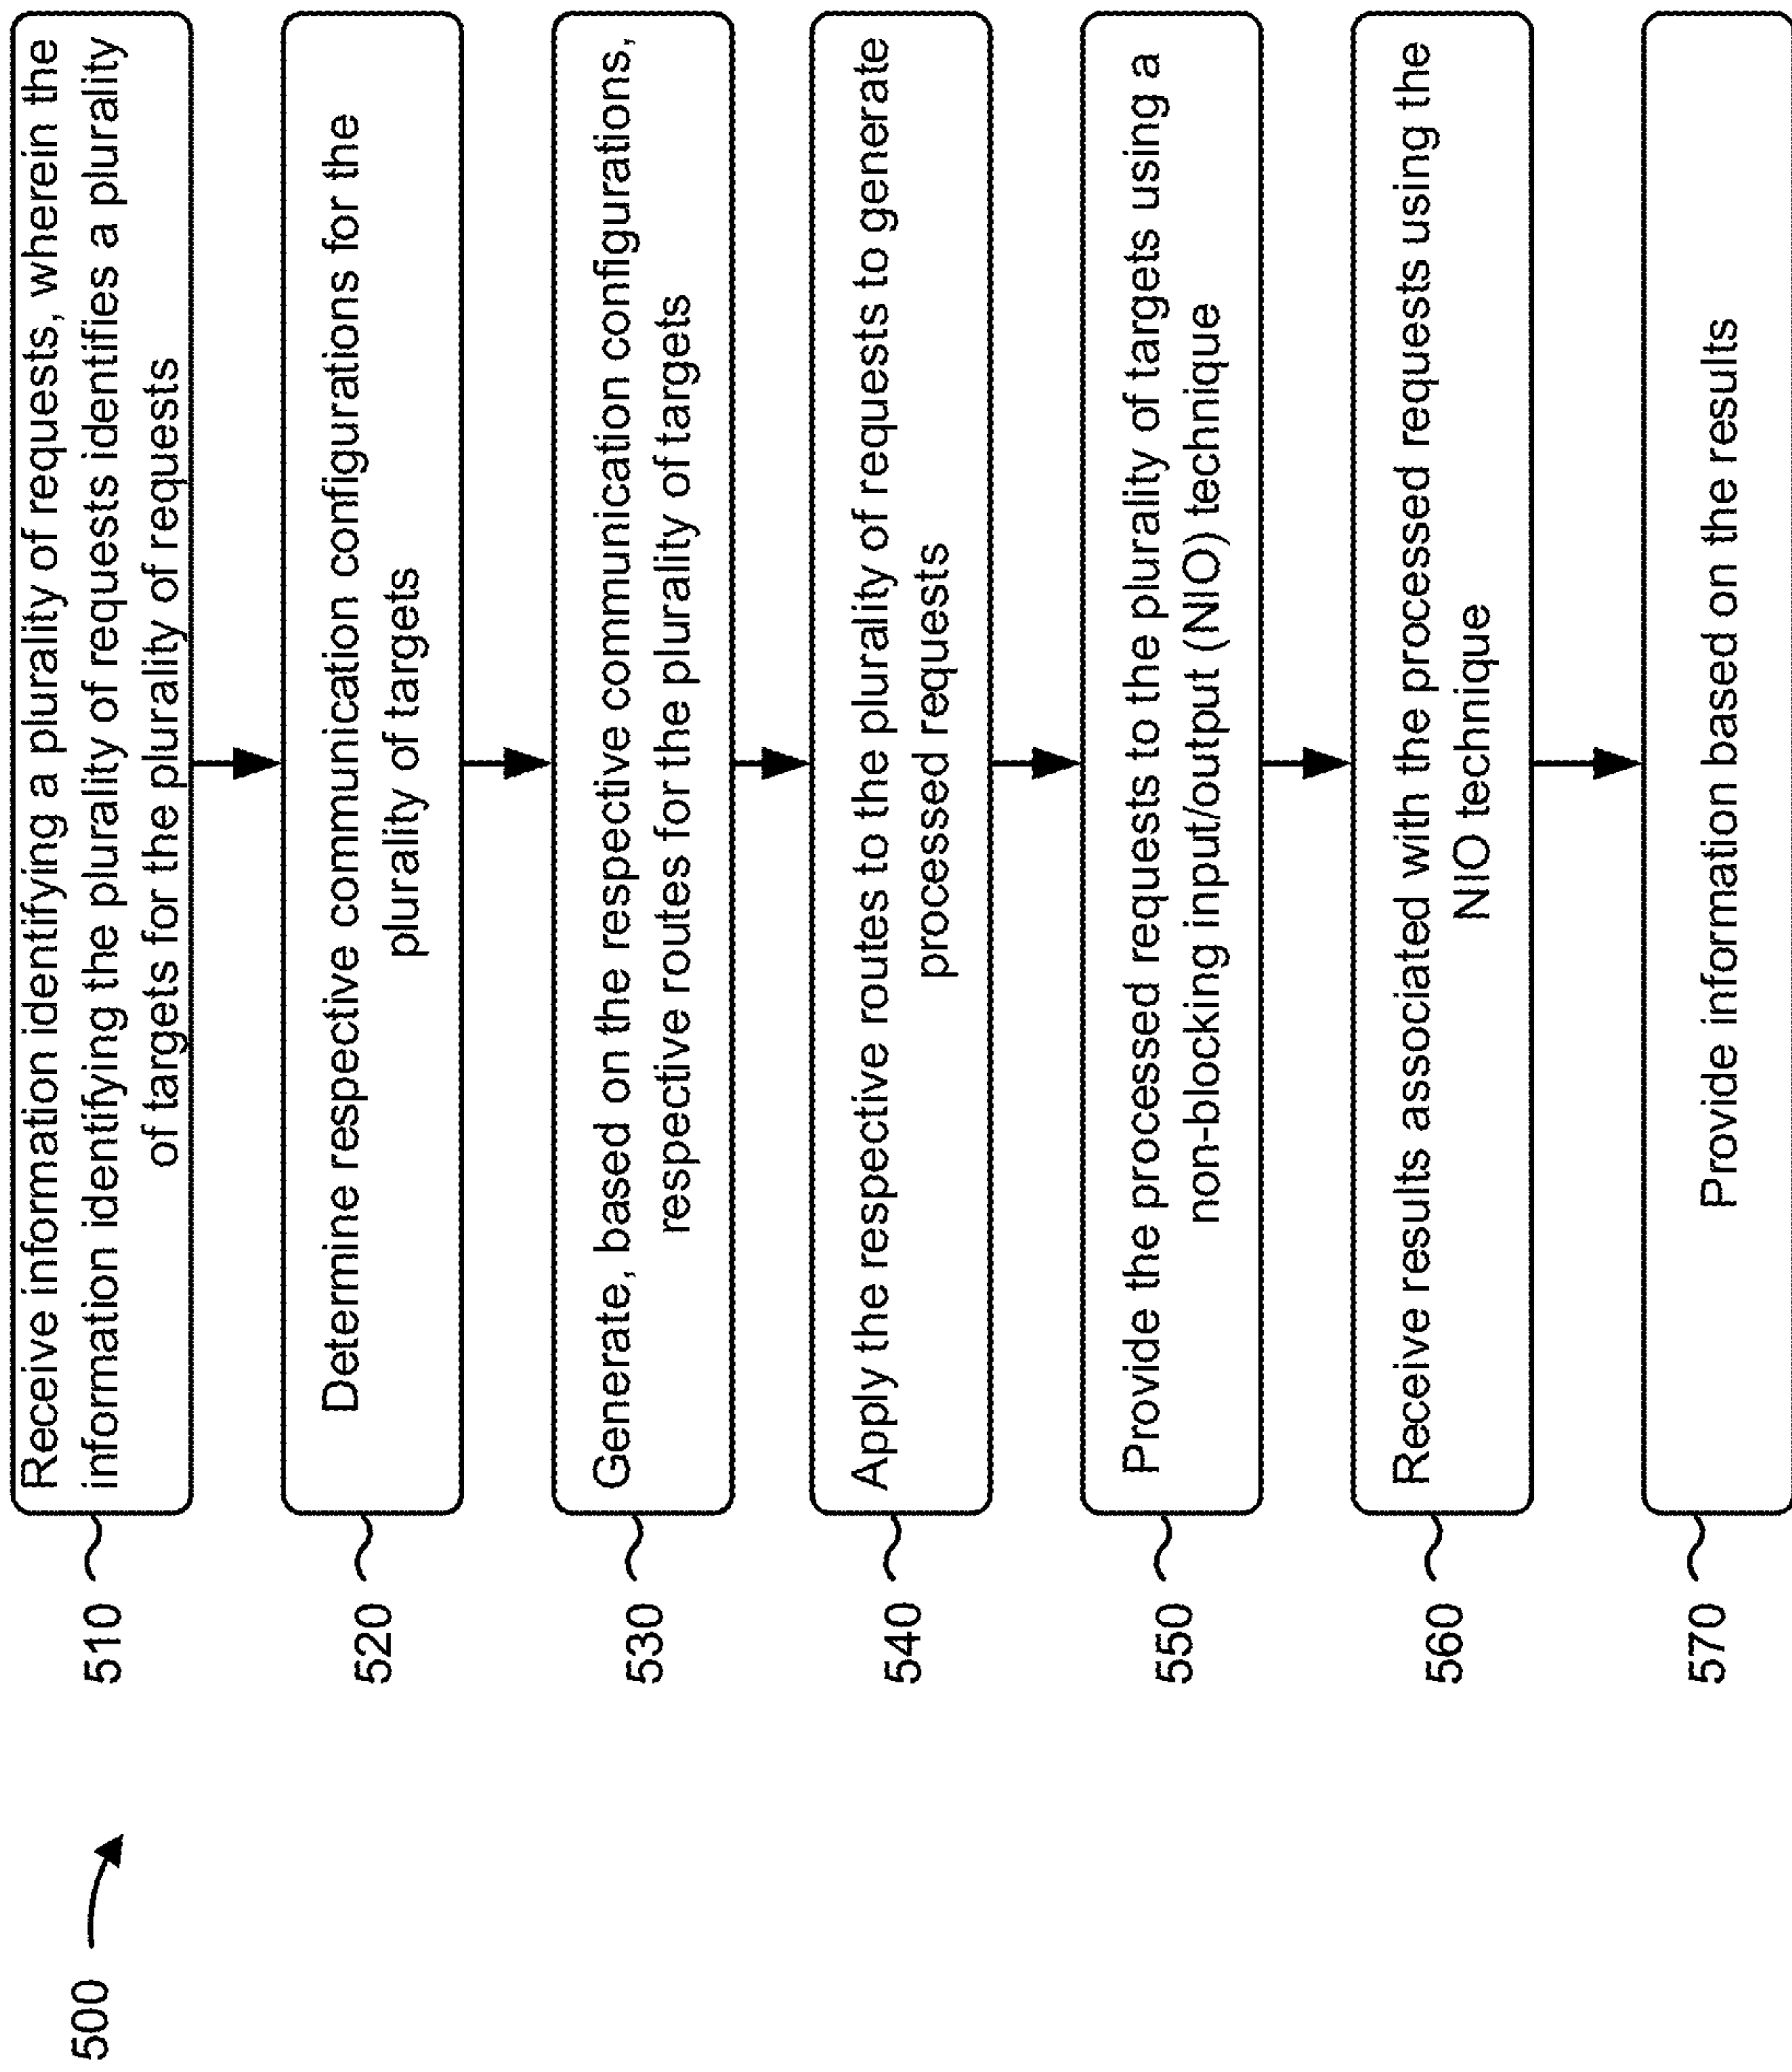 500
510
Receive information identifying a plurality of requests, wherein the
information identifying the plurality of requests identifies a plurality
of targets for the plurality of requests
520
Determine respective communication configurations for the
plurality of targets
530
Generate, based on the respective communication configurations,
respective routes for the plurality of targets
540
Apply the respective routes to the plurality of requests to generate
processed requests
550
Provide the processed requests to the plurality of targets using a
non-blocking input/output (NIO) technique
560
Receive results associated with the processed requests using the
NIO technique
570
Provide information based on the results